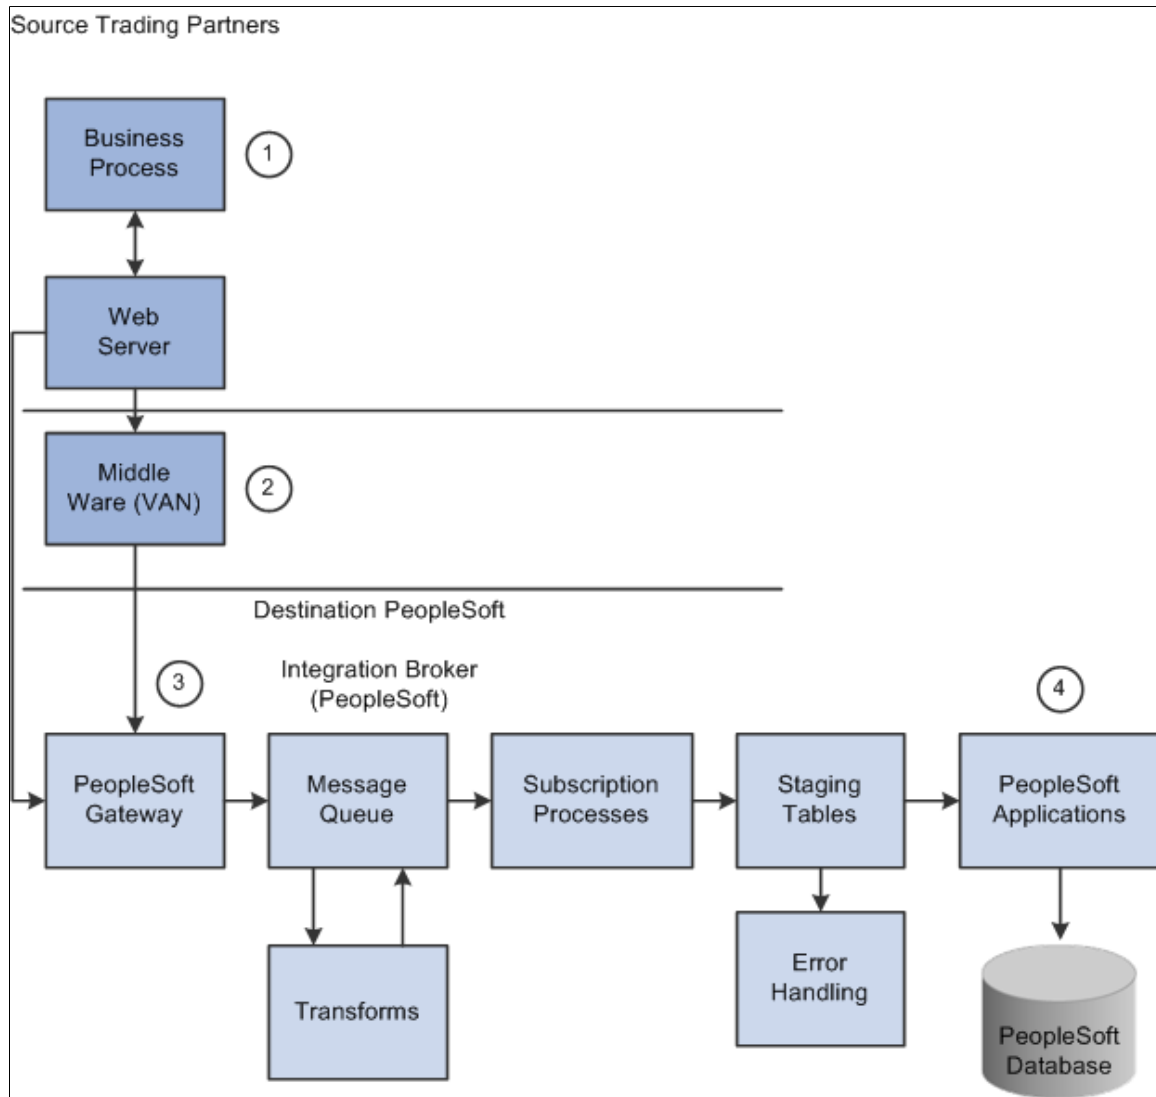 Source Trading Partners
Business
Process
1
Web
Server
Middle
Ware (VAN)
2
Destination PeopleSoft
3
Integration Broker
(PeopleSoft)
4
PeopleSoft
Gateway
Message
Queue
Subscription
Processes
Staging
Tables
PeopleSoft
Applications
Transforms
Error
Handling
PeopleSoft
Database